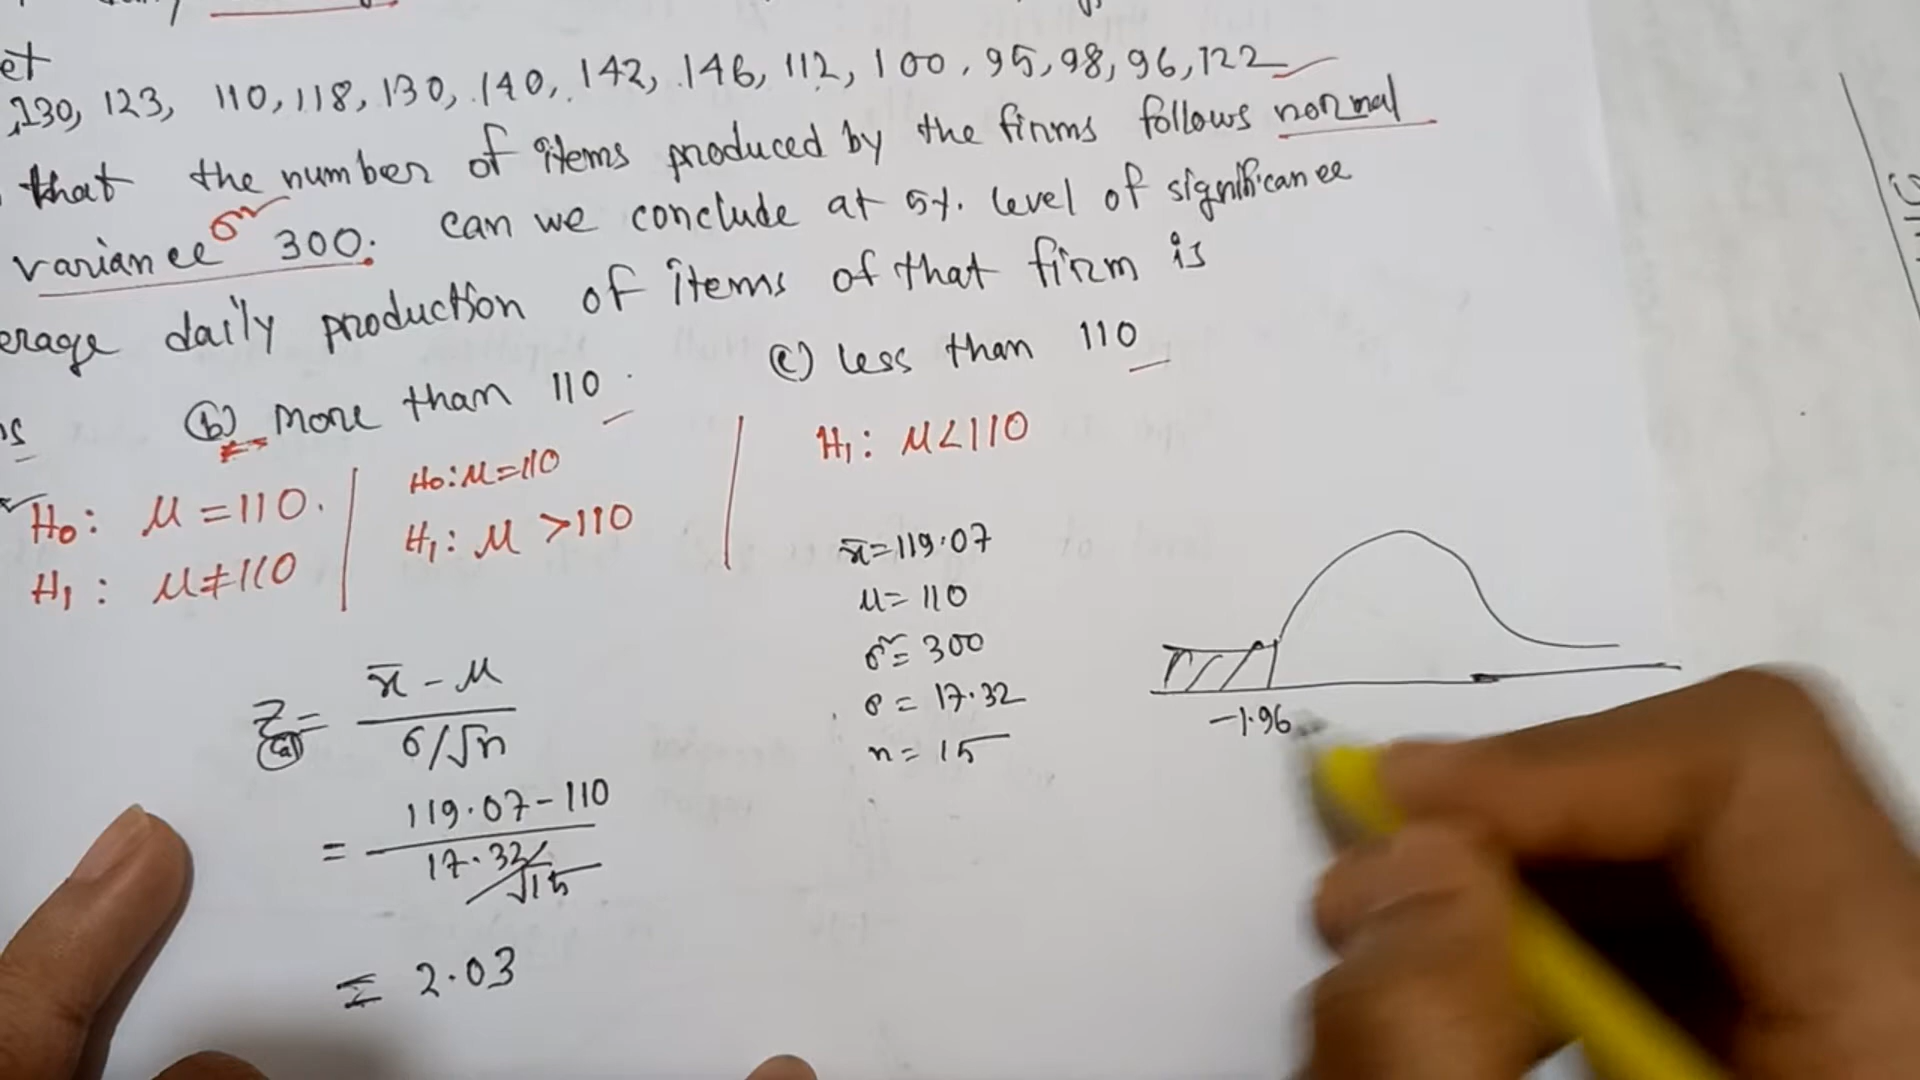 et
130, 123, 110, 118, 130, 140, 142, 146, 112, 100, 95, 98, 96, 122
that the number of items produced by the firms follows normal
variance σ² 300. can we conclude at 5%. level of significance
erage daily production of items of that firm is
(b) more than 110. (c) less than 110
H₀: μ = 110.
H₁: μ ≠ 110
H₀: μ = 110
H₁: μ > 110
H₁: μ < 110
x̄ = 119.07
μ = 110
σ² = 300
σ = 17.32
n = 15
Z = x̄ - μ / σ/√n
= 119.07 - 110 / 17.32/√15
= 2.03
-1.96